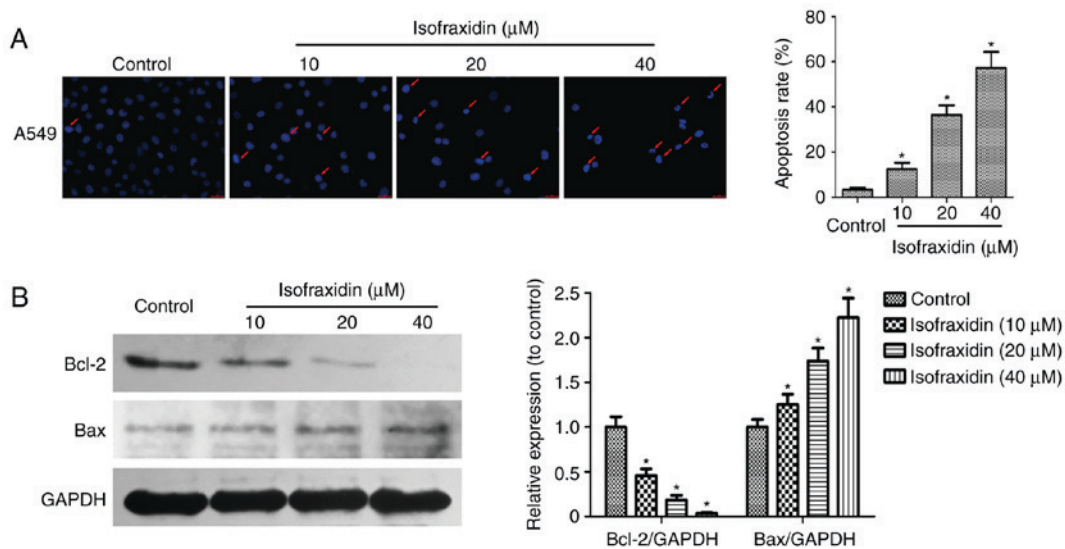 A
Isofraxidin (μM)
Control
10
20
40
A549
Apoptosis rate (%)
80
60
40
20
0
*
*
*
Control
10
20
40
Isofraxidin (μM)
B
Control
Isofraxidin (μM)
10
20
40
Bcl-2
Bax
GAPDH
Relative expression (to control)
2.5
2.0
1.5
1.0
0.5
0
*
*
*
*
*
*
Bcl-2/GAPDH
Bax/GAPDH
Control
Isofraxidin (10 μM)
Isofraxidin (20 μM)
Isofraxidin (40 μM)